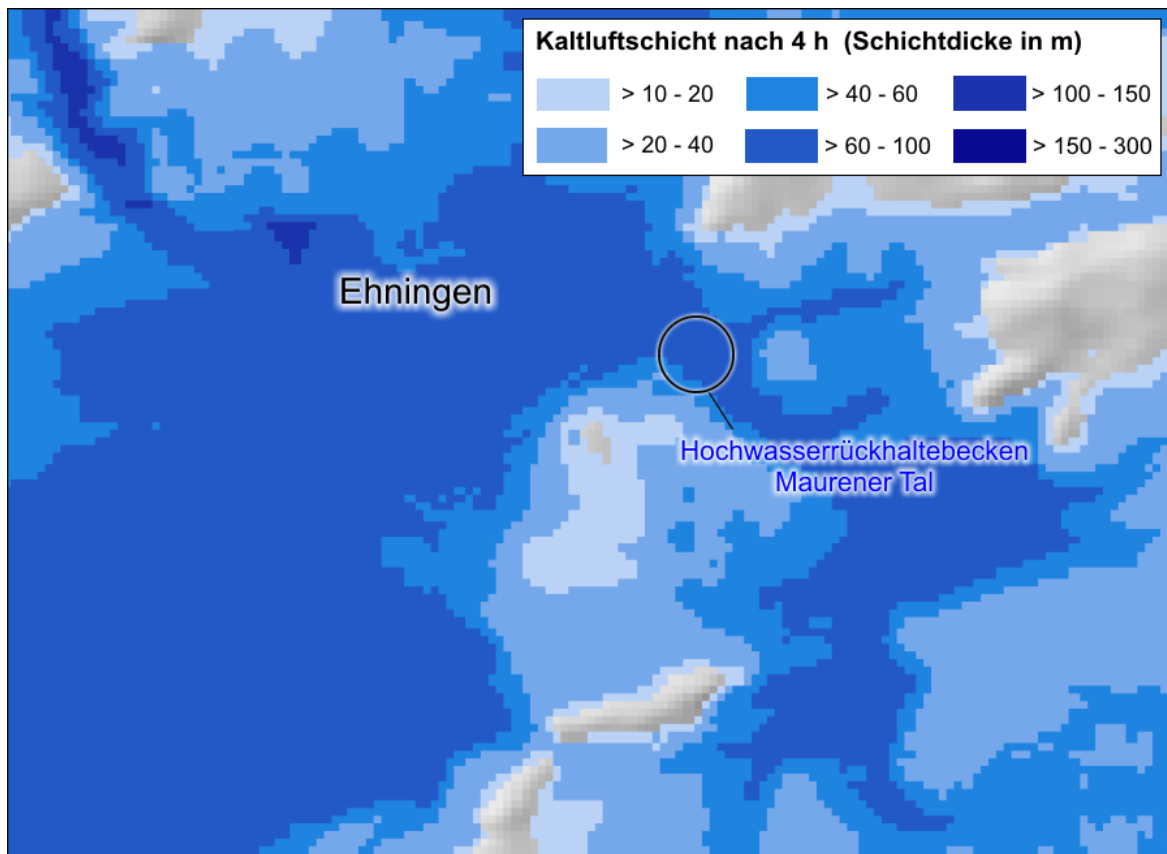 Kaltluftschicht nach 4 h (Schichtdicke in m)
> 10 - 20
> 40 - 60
> 100 - 150
> 20 - 40
> 60 - 100
> 150 - 300
Ehningen
Hochwasserrückhaltebecken
Maurener Tal